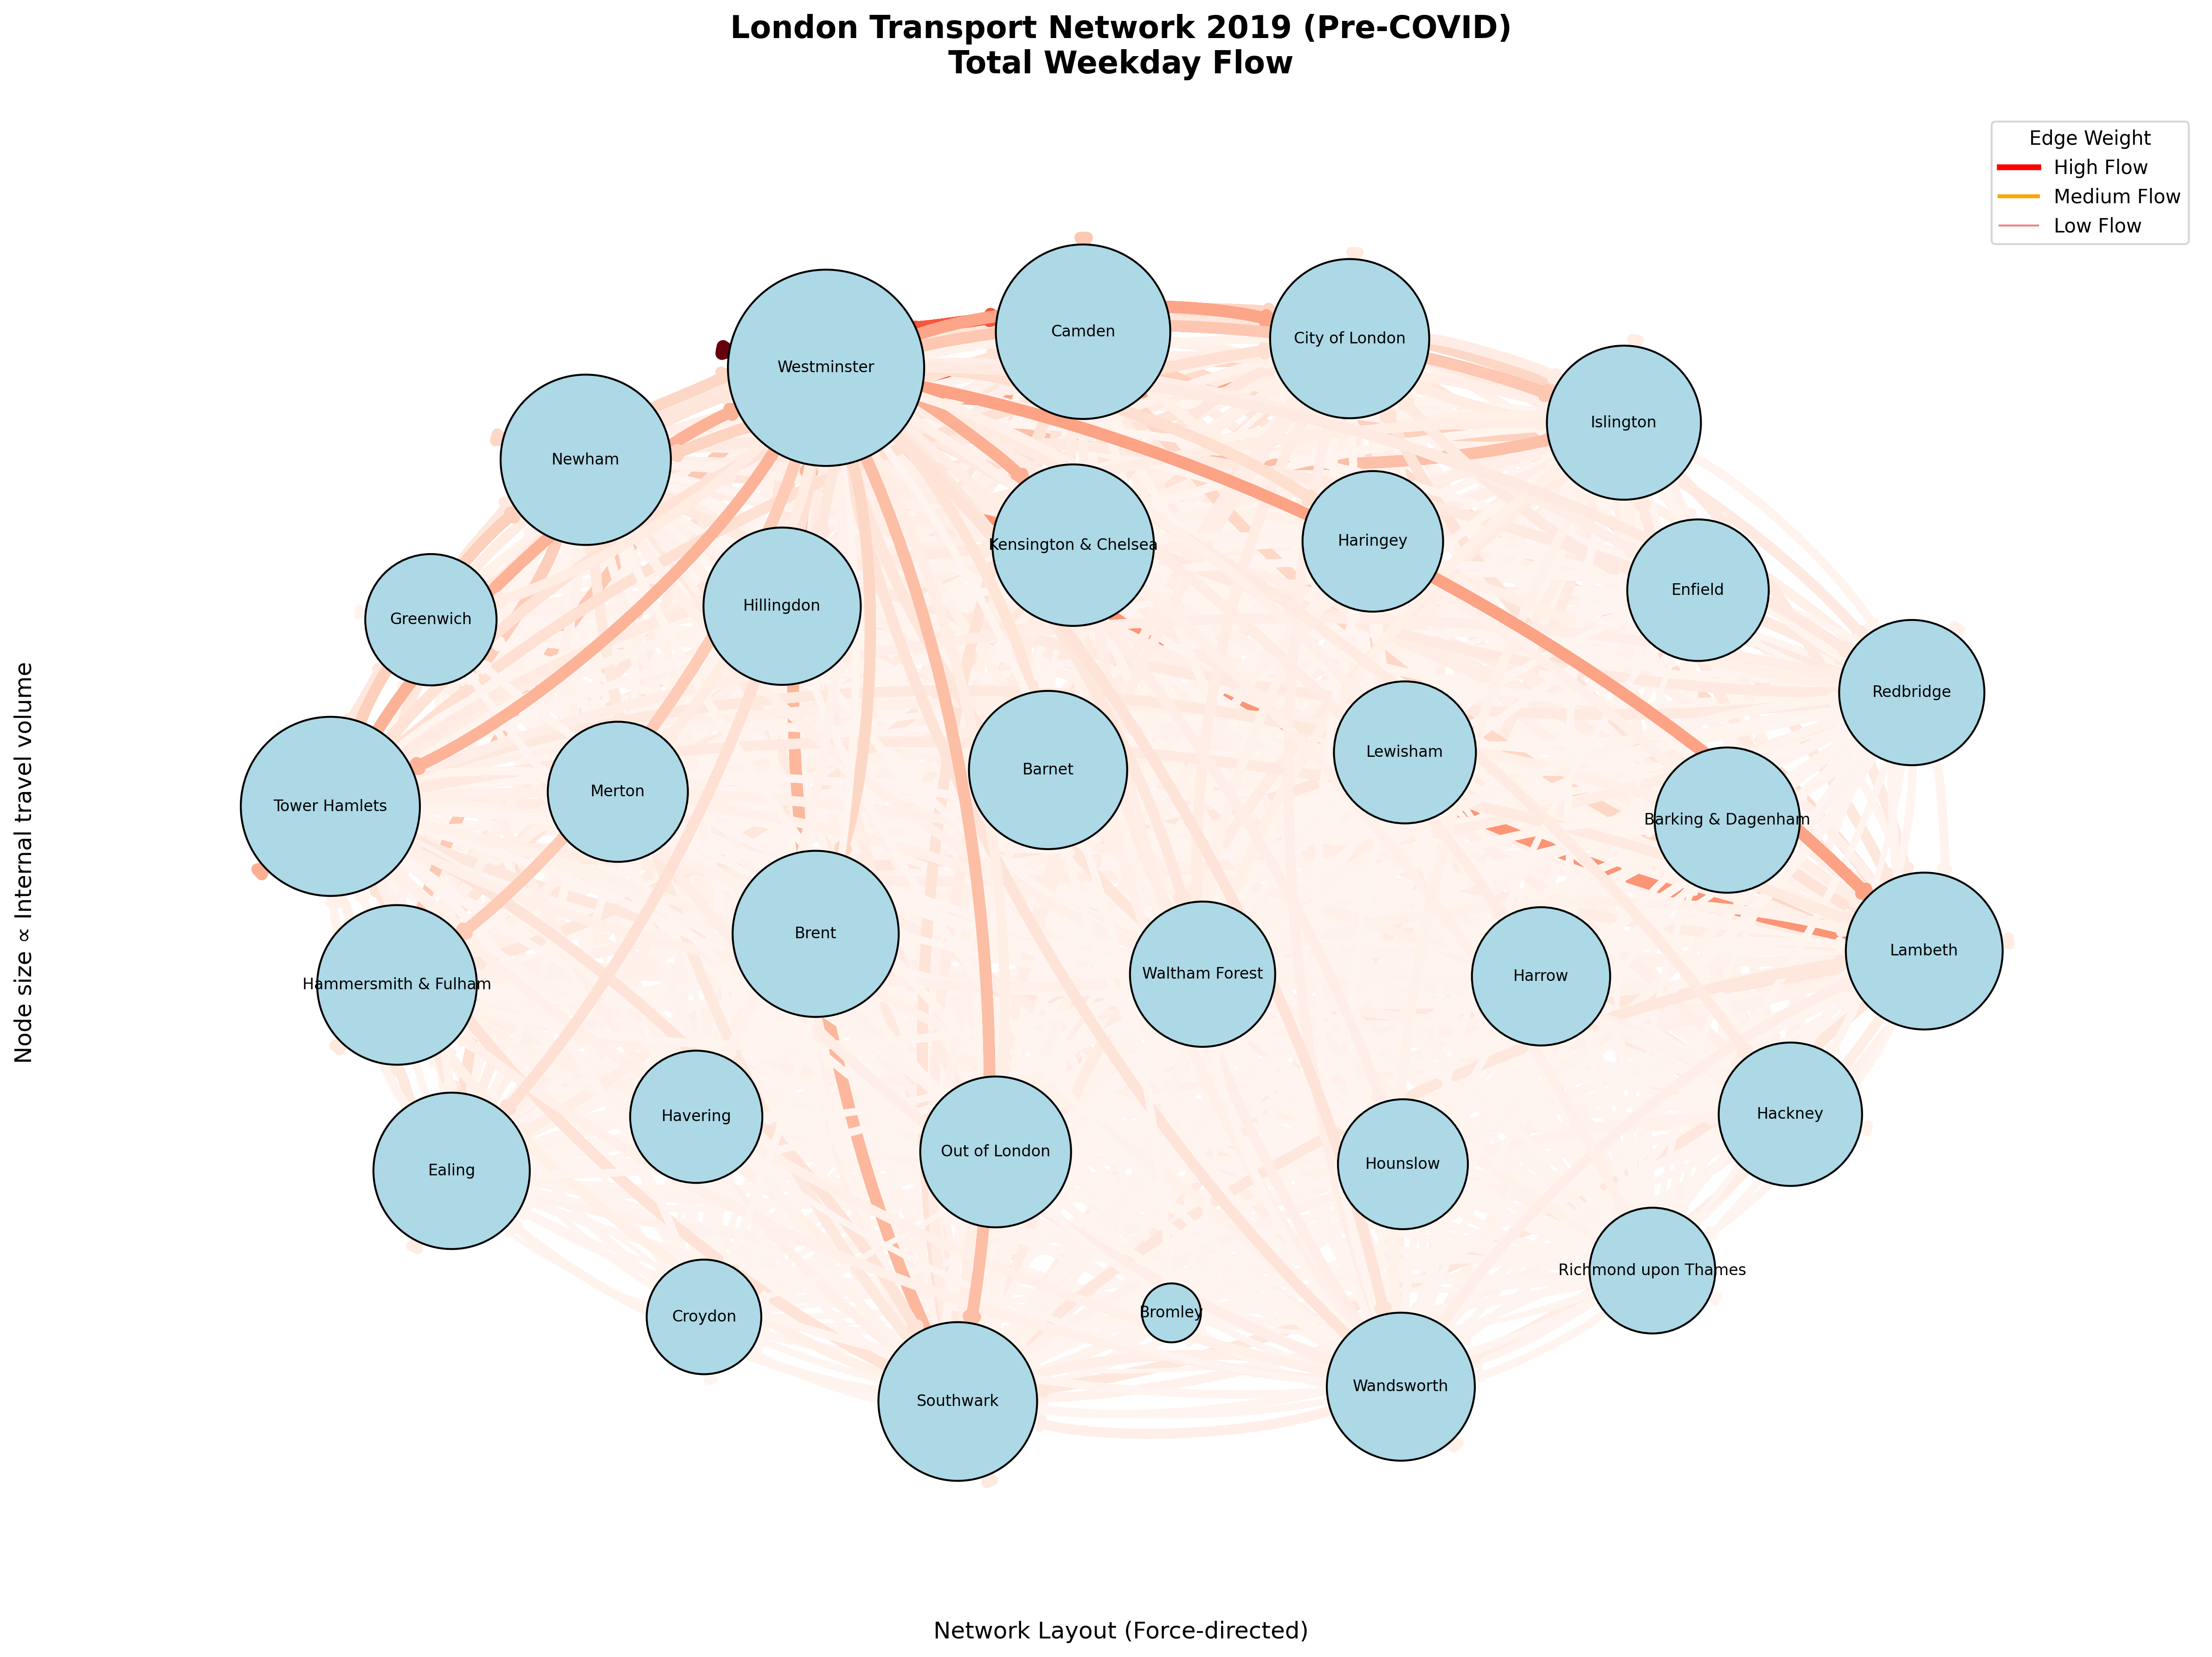 London Transport Network 2019 (Pre-COVID)
Total Weekday Flow
Edge Weight
High Flow
Medium Flow
Low Flow
Camden
City of London
Westminster
Islington
Newham
Kensington & Chelsea
Haringey
Enfield
Hillingdon
Greenwich
Redbridge
Lewisham
Barnet
Merton
Tower Hamlets
Barking & Dagenham
Brent
Lambeth
Waltham Forest
Harrow
Hammersmith & Fulham
Hackney
Havering
Out of London
Hounslow
Ealing
Richmond upon Thames
Bromley
Croydon
Wandsworth
Southwark
Node size ∝ Internal travel volume
Network Layout (Force-directed)